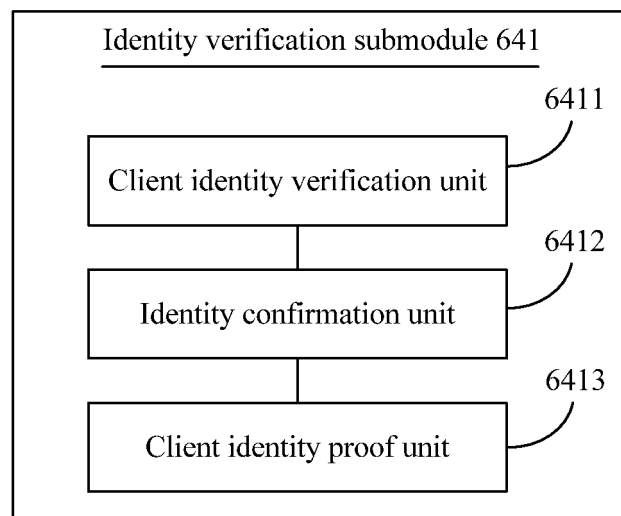 Identity verification submodule 641
6411
Client identity verification unit
6412
Identity confirmation unit
6413
Client identity proof unit